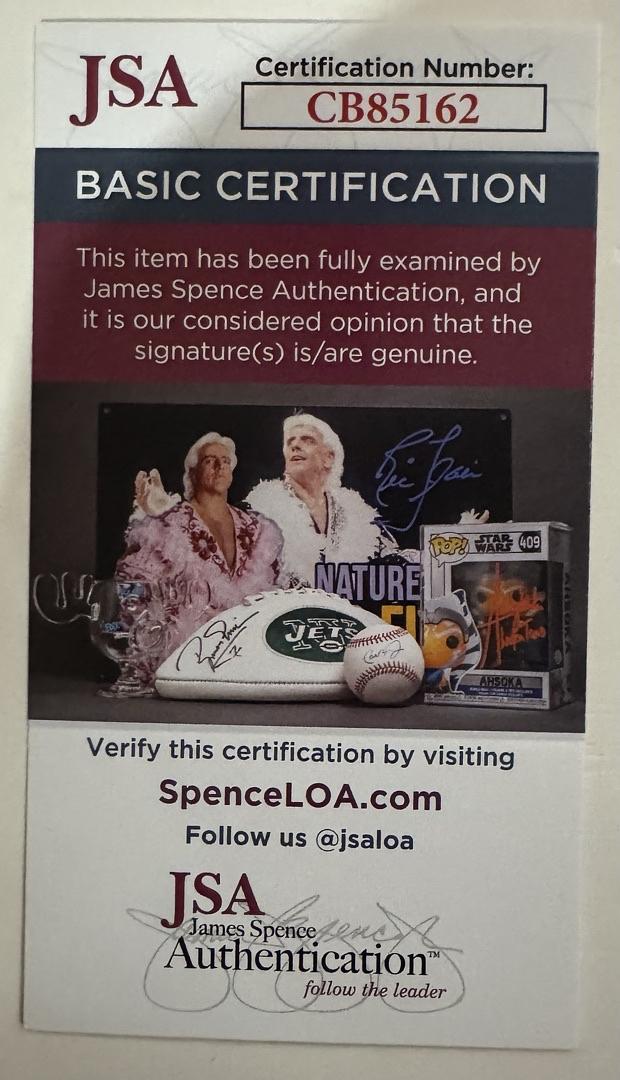 JSA
Certification Number:
CB85162
BASIC CERTIFICATION
This item has been fully examined by
James Spence Authentication, and
it is our considered opinion that the
signature(s) is/are genuine.
NATURE
JETS
POP!
STAR
WARS
409
AHSOKA
AHSOKA
Verify this certification by visiting
SpenceLOA.com
Follow us @jsaloa
JSA
James Spence
Authentication™
follow the leader